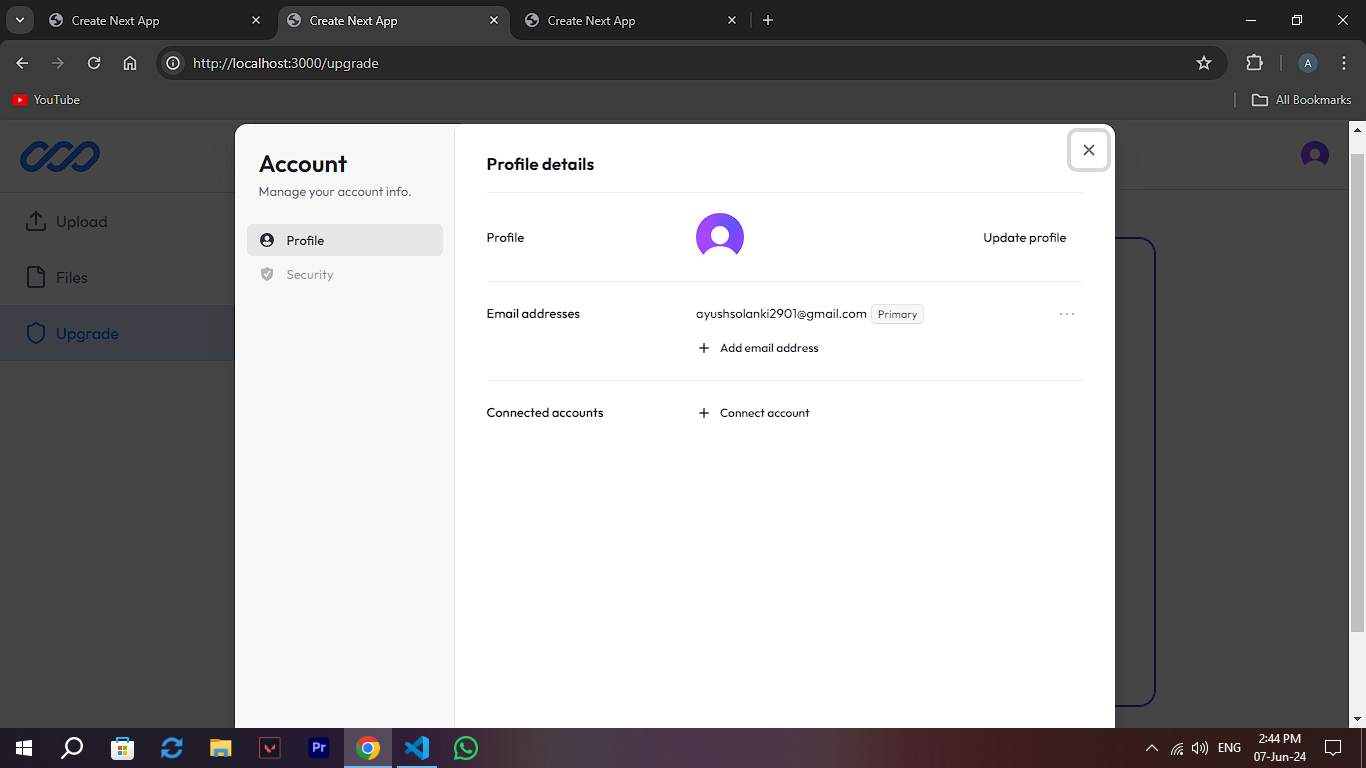 Create Next App
Create Next App
Create Next App
http://localhost:3000/upgrade
A
YouTube
All Bookmarks
Upload
Files
Upgrade
Account
Manage your account info.
Profile
Security
Profile details
Profile
Update profile
Email addresses
ayushsolanki2901@gmail.com Primary
Add email address
Connected accounts
Connect account
Pr
ENG
2:44 PM
07-Jun-24